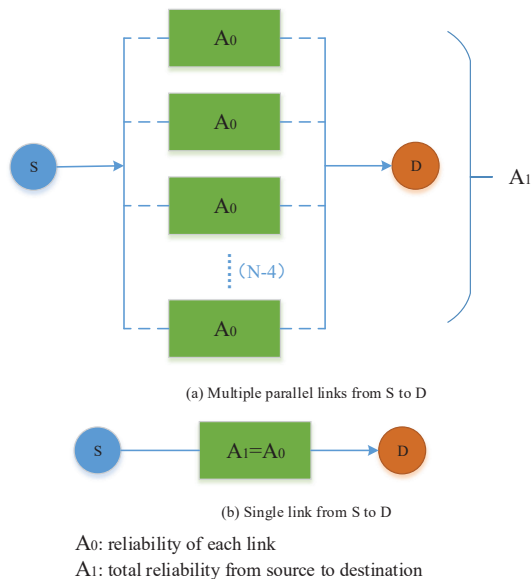 A0
A0
S
D
A1
A0
(N-4)
A0
(a) Multiple parallel links from S to D
S
A1=A0
D
(b) Single link from S to D
A0: reliability of each link
A1: total reliability from source to destination